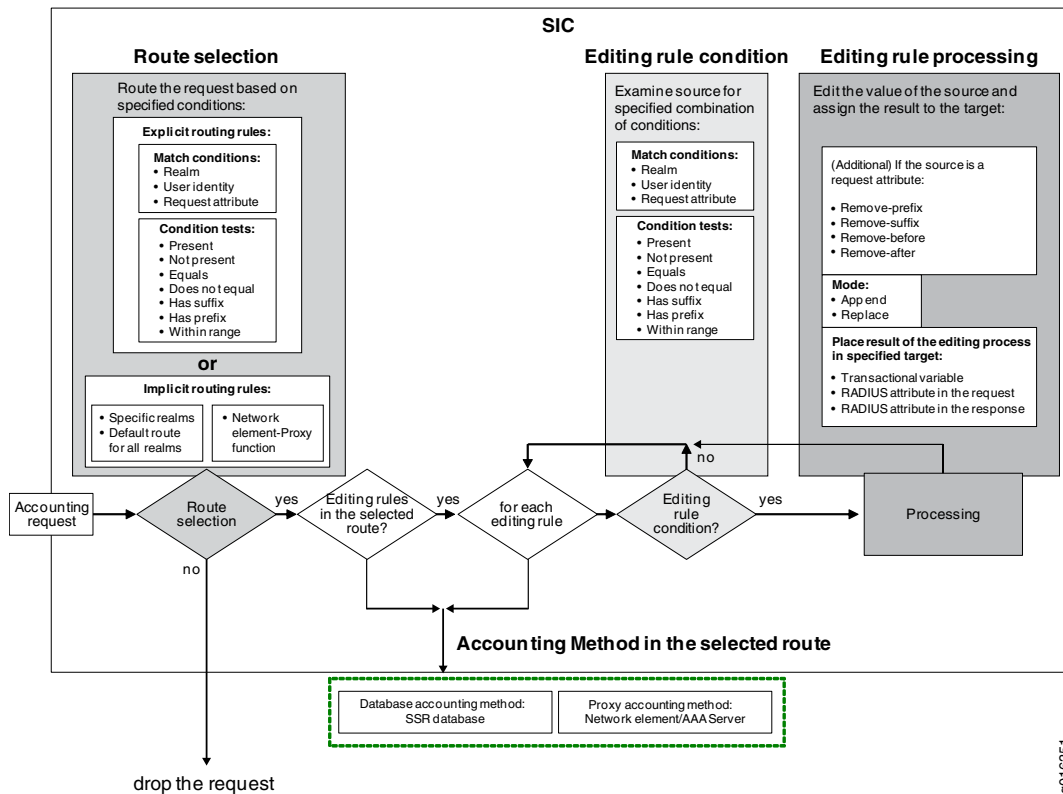 SIC
Route selection
Route the request based on
specified conditions:
Explicit routing rules:
Match conditions:
• Realm
• User identity
• Request attribute
Condition tests:
• Present
• Not present
• Equals
• Does not equal
• Has suffix
• Has prefix
• Within range
or
Implicit routing rules:
• Specific realms
• Default route
for all realms
• Network
element-Proxy
function
Editing rule condition
Examine source for
specified combination
of conditions:
Match conditions:
• Realm
• User identity
• Request attribute
Condition tests:
• Present
• Not present
• Equals
• Does not equal
• Has suffix
• Has prefix
• Within range
Editing rule processing
Edit the value of the source and
assign the result to the target:
(Additional) If the source is a
request attribute:
• Remove-prefix
• Remove-suffix
• Remove-before
• Remove-after
Mode:
• Append
• Replace
Place result of the editing process
in specified target:
• Transactional variable
• RADIUS attribute in the request
• RADIUS attribute in the response
Accounting
request
Route
selection
yes
no
Editing rules
in the selected
route?
yes
for each
editing rule
Editing
rule
condition?
no
yes
Processing
Accounting Method in the selected route
Database accounting method:
SSR database
Proxy accounting method:
Network element/AAA Server
drop the request